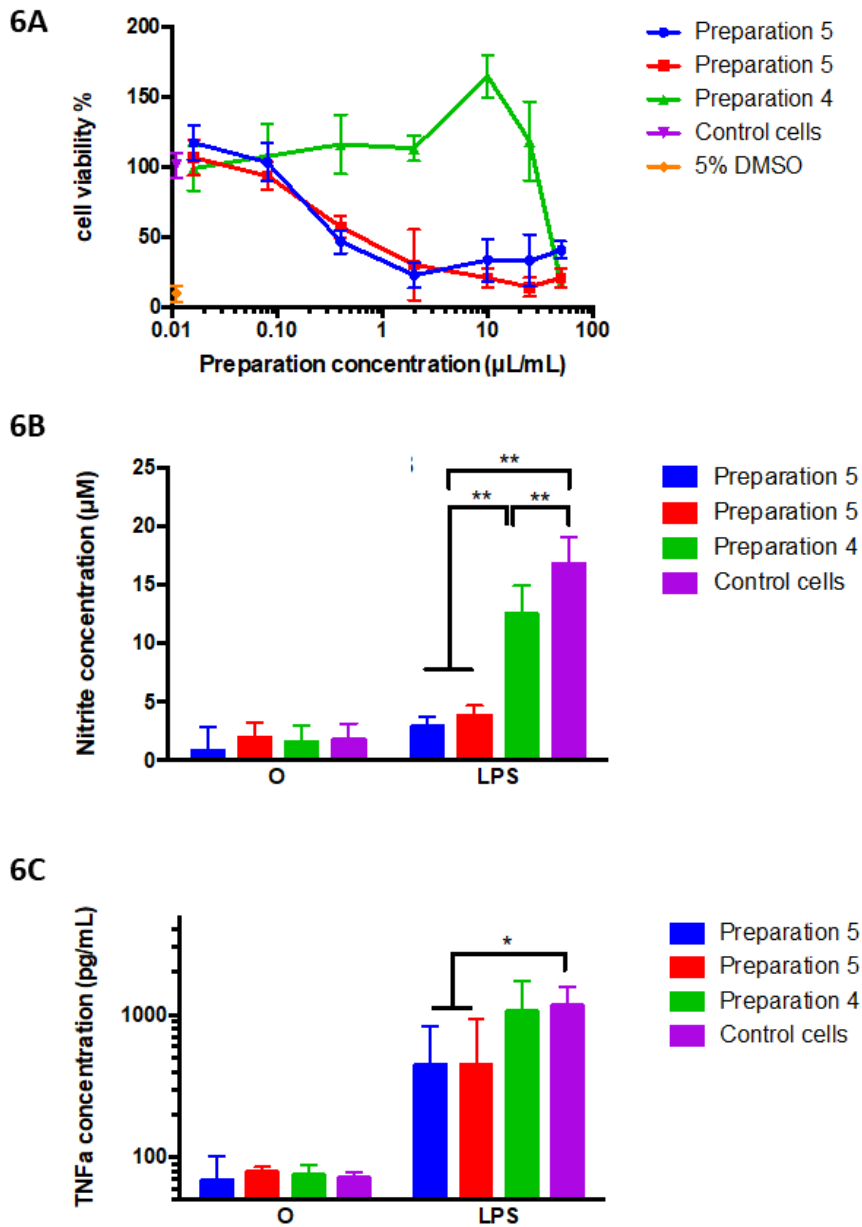 6A
200
150
100
50
0
cell viability %
0.01
0.10
1
10
100
Preparation concentration (µL/mL)
Preparation 5
Preparation 5
Preparation 4
Control cells
5% DMSO
6B
25
20
15
10
5
0
Nitrite concentration (µM)
**
** **
O
LPS
Preparation 5
Preparation 5
Preparation 4
Control cells
6C
1000
100
TNFa concentration (pg/mL)
*
O
LPS
Preparation 5
Preparation 5
Preparation 4
Control cells